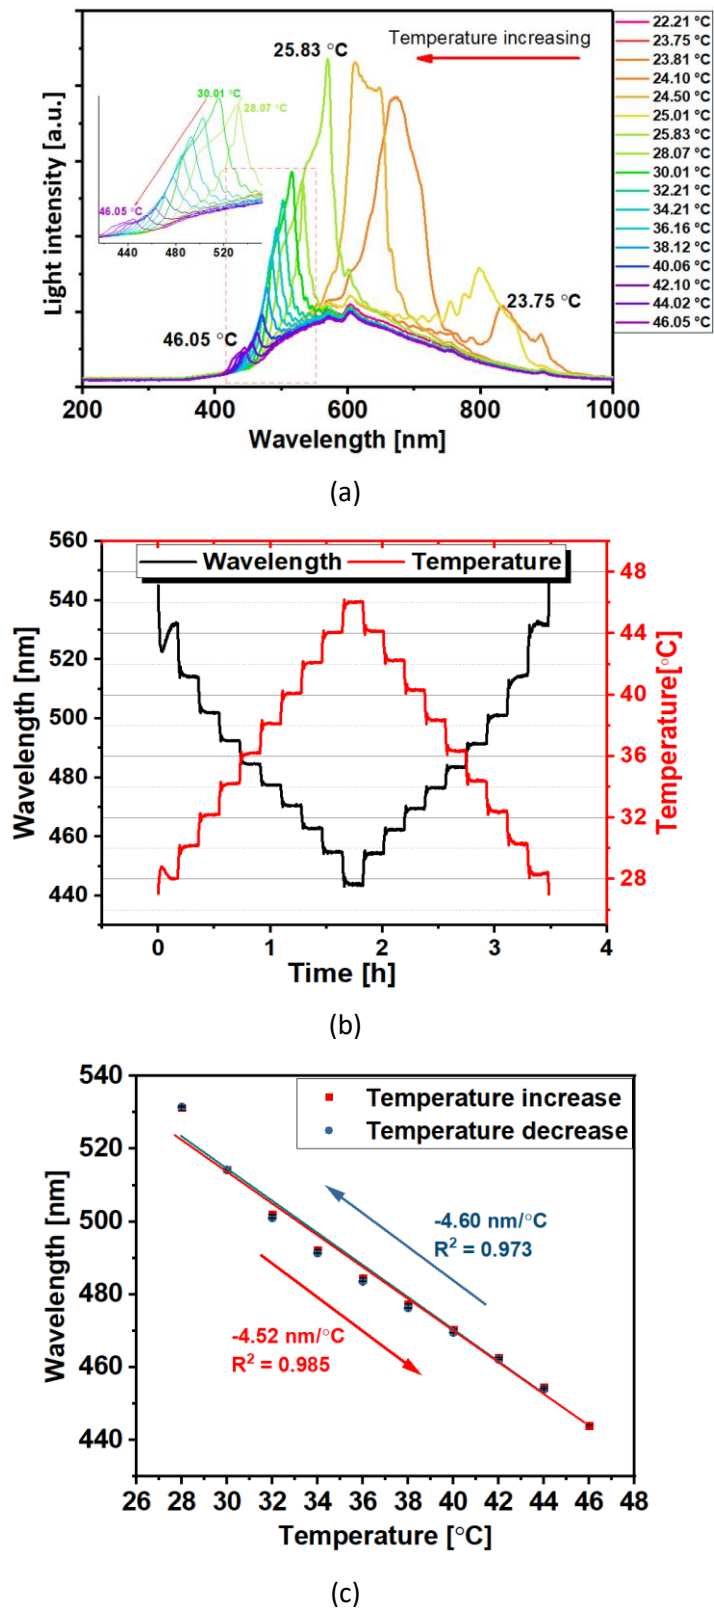 25.83 °C
Temperature increasing
30.01 °C
28.07 °C
46.05 °C
440 480 520
46.05 °C
23.75 °C
Light intensity [a.u.]
200 400 600 800 1000
Wavelength [nm]
22.21 °C
23.75 °C
23.81 °C
24.10 °C
24.50 °C
25.01 °C
25.83 °C
28.07 °C
30.01 °C
32.21 °C
34.21 °C
36.16 °C
38.12 °C
40.06 °C
42.10 °C
44.02 °C
46.05 °C
(a)
Wavelength Temperature
560
540
520
500
480
460
440
Wavelength [nm]
48
44
40
36
32
28
Temperature[°C]
0 1 2 3 4
Time [h]
(b)
Temperature increase
Temperature decrease
540
520
500
480
460
440
Wavelength [nm]
-4.60 nm/°C
R² = 0.973
-4.52 nm/°C
R² = 0.985
26 28 30 32 34 36 38 40 42 44 46 48
Temperature [°C]
(c)